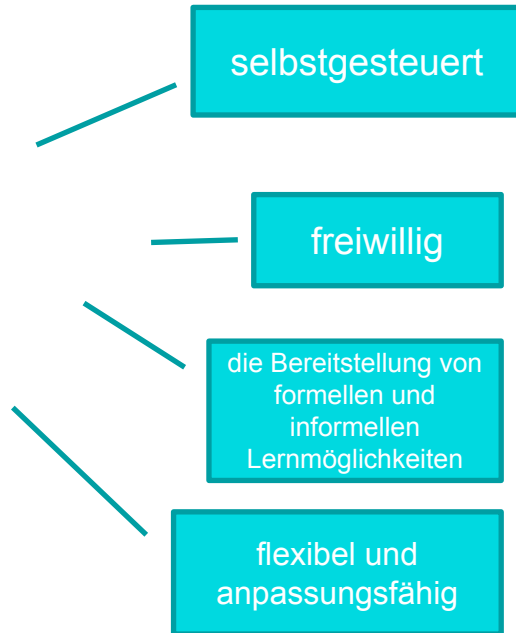 selbstgesteuert
freiwillig
die Bereitstellung von
formellen und
informellen
Lernmöglichkeiten
flexibel und
anpassungsfähig